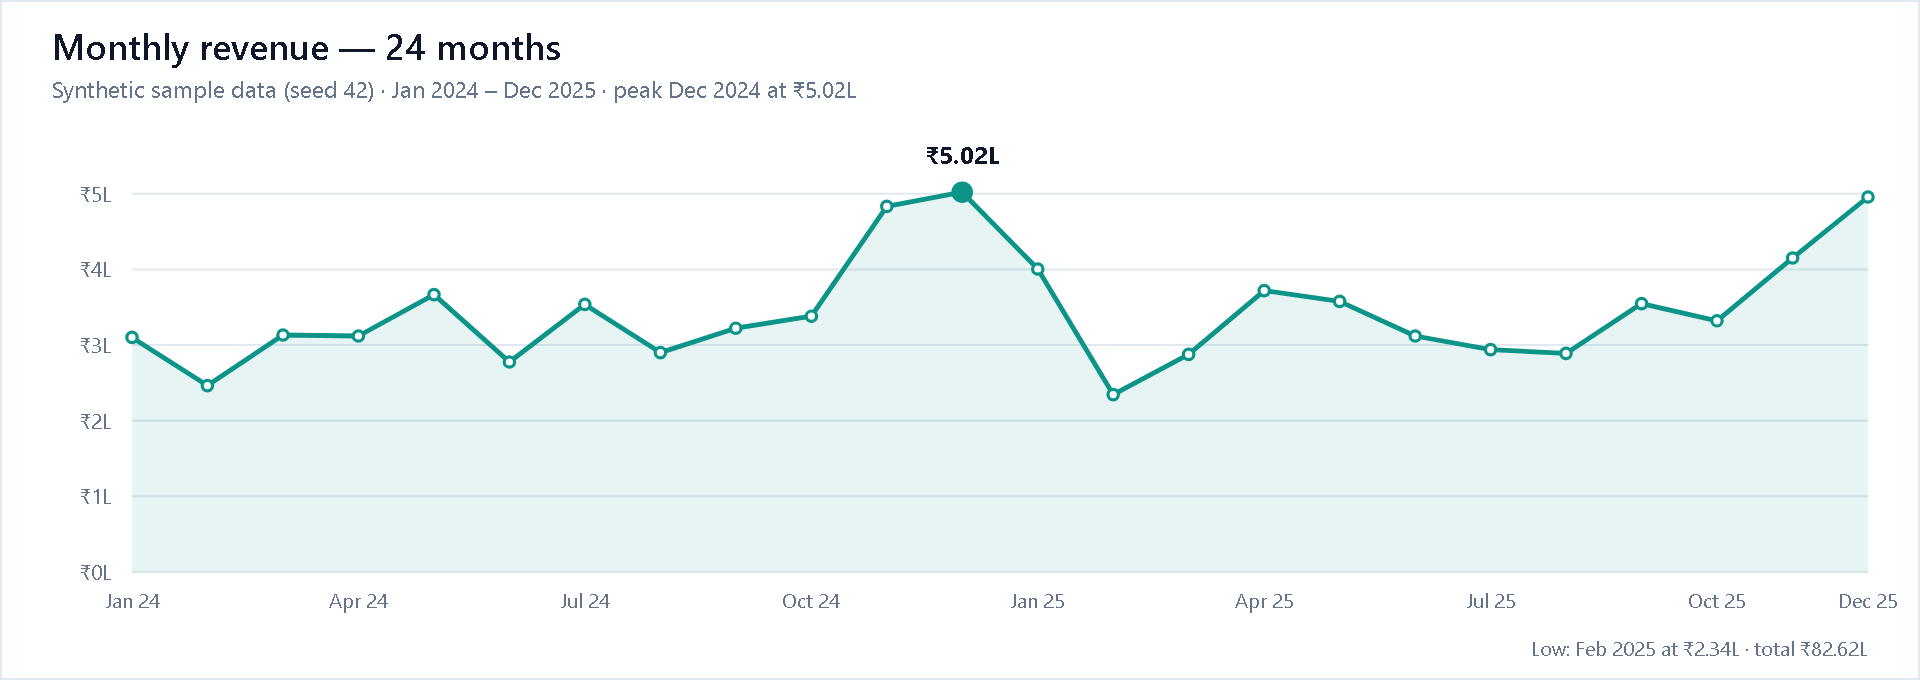 Monthly revenue — 24 months
Synthetic sample data (seed 42) · Jan 2024 – Dec 2025 · peak Dec 2024 at ₹5.02L
₹5.02L
₹5L
₹4L
₹3L
₹2L
₹1L
₹0L
Jan 24 Apr 24 Jul 24 Oct 24 Jan 25 Apr 25 Jul 25 Oct 25 Dec 25
Low: Feb 2025 at ₹2.34L · total ₹82.62L